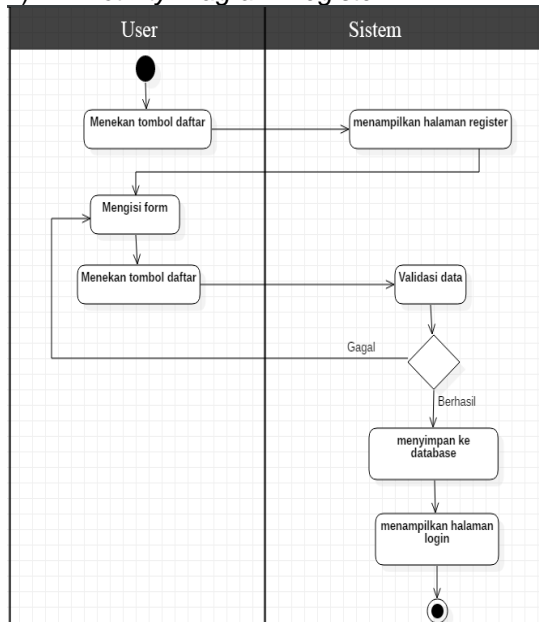 User
Sistem
Menekan tombol daftar
menampilkan halaman register
Mengisi form
Menekan tombol daftar
Validasi data
Gagal
Berhasil
menyimpan ke
database
menampilkan halaman
login